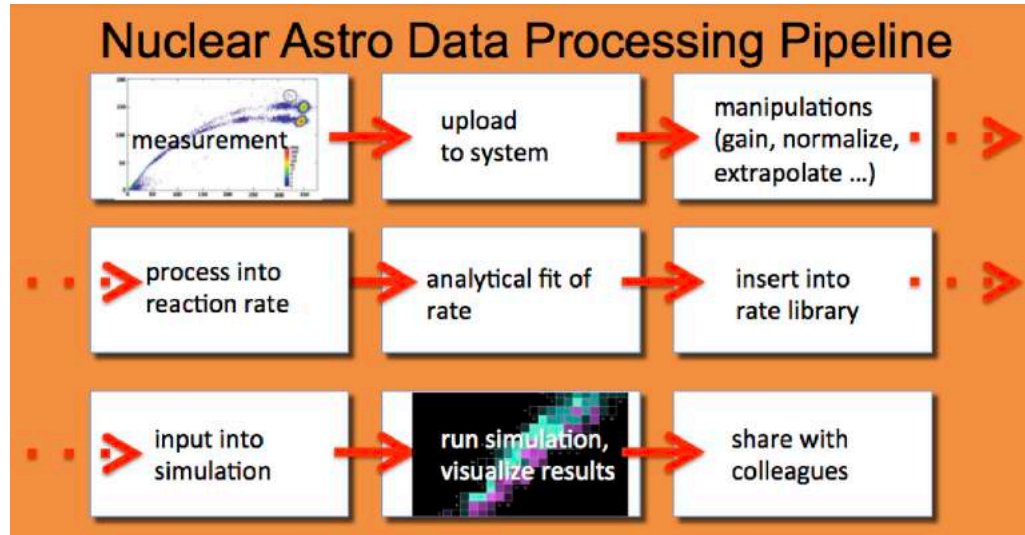 Nuclear Astro Data Processing Pipeline
measurement
upload
to system
manipulations
(gain, normalize,
extrapolate ...)
process into
reaction rate
analytical fit of
rate
insert into
rate library
input into
simulation
run simulation,
visualize results
share with
colleagues